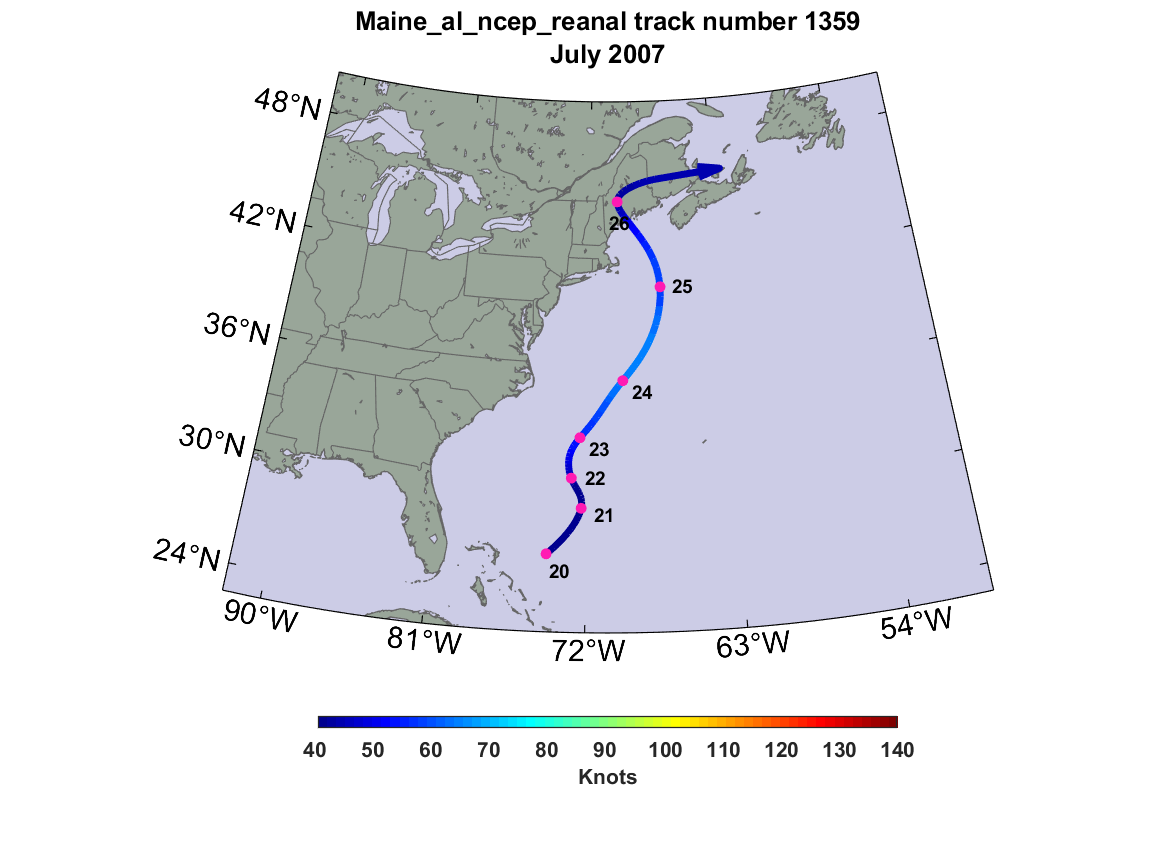 Maine_al_ncep_reanal track number 1359
July 2007
48°N
42°N
36°N
30°N
24°N
26
25
24
23
22
21
20
90°W
81°W
72°W
63°W
54°W
40 50 60 70 80 90 100 110 120 130 140
Knots